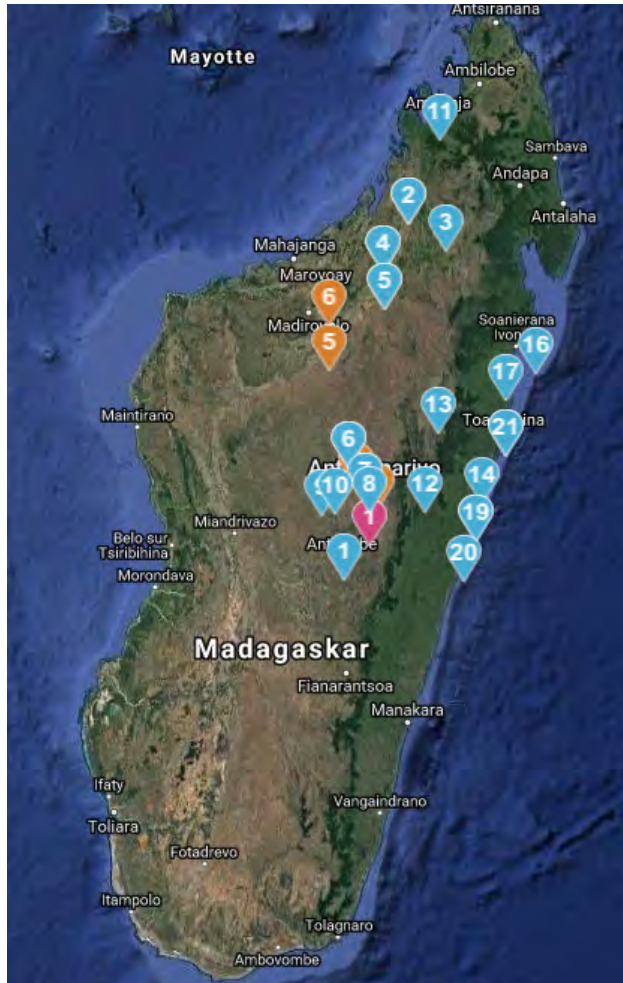 Antsiranana
Mayotte
Ambilobe
11
Sambava
2
Andapa
3
Antalaha
4
Mahajanga
5
Marovoay
6
Soanierana
16
5
17
13
Maintirano
21
6
14
8
10
12
19
Miandrivazo
1
1
Belo sur
Tsiribihina
20
Morondava
Madagaskar
Fianarantsoa
Manakara
Ifaty
Vangaindrano
Toliara
Fotadrevo
Itampolo
Tolagnaro
Ambovombe